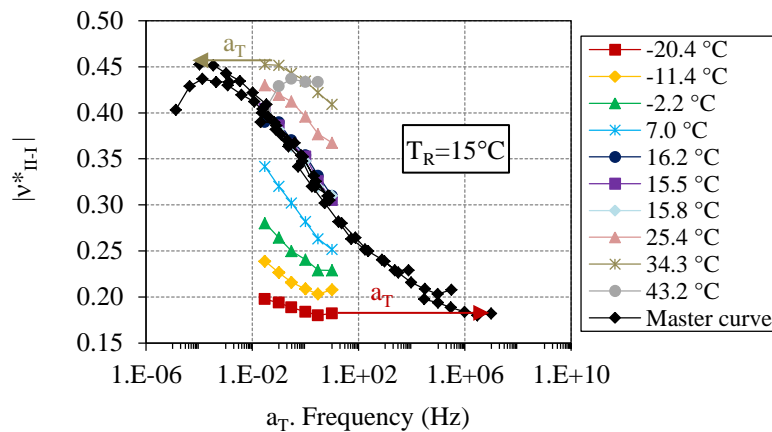 0.50
0.45
0.40
0.35
0.30
0.25
0.20
0.15
|ν*II-I|
aT
TR=15°C
aT
1.E-06
1.E-02
1.E+02
1.E+06
1.E+10
aT. Frequency (Hz)
-20.4 °C
-11.4 °C
-2.2 °C
7.0 °C
16.2 °C
15.5 °C
15.8 °C
25.4 °C
34.3 °C
43.2 °C
Master curve